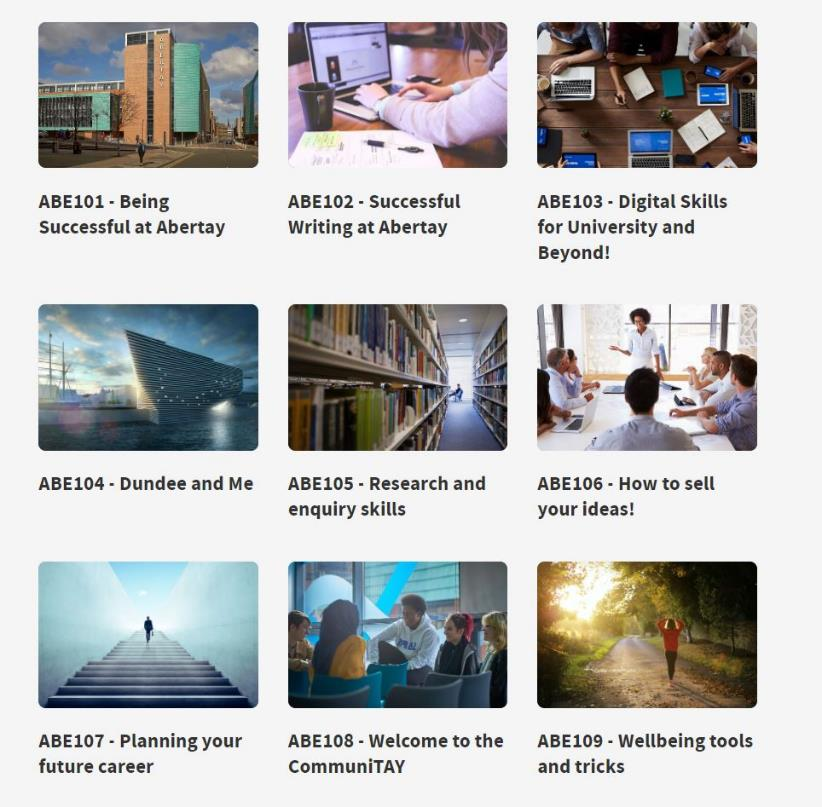 ABERTAY
ABE101 - Being
Successful at Abertay
ABE102 - Successful
Writing at Abertay
ABE103 - Digital Skills
for University and
Beyond!
ABE104 - Dundee and Me
ABE105 - Research and
enquiry skills
ABE106 - How to sell
your ideas!
ABE107 - Planning your
future career
ABE108 - Welcome to the
CommuniTAY
ABE109 - Wellbeing tools
and tricks